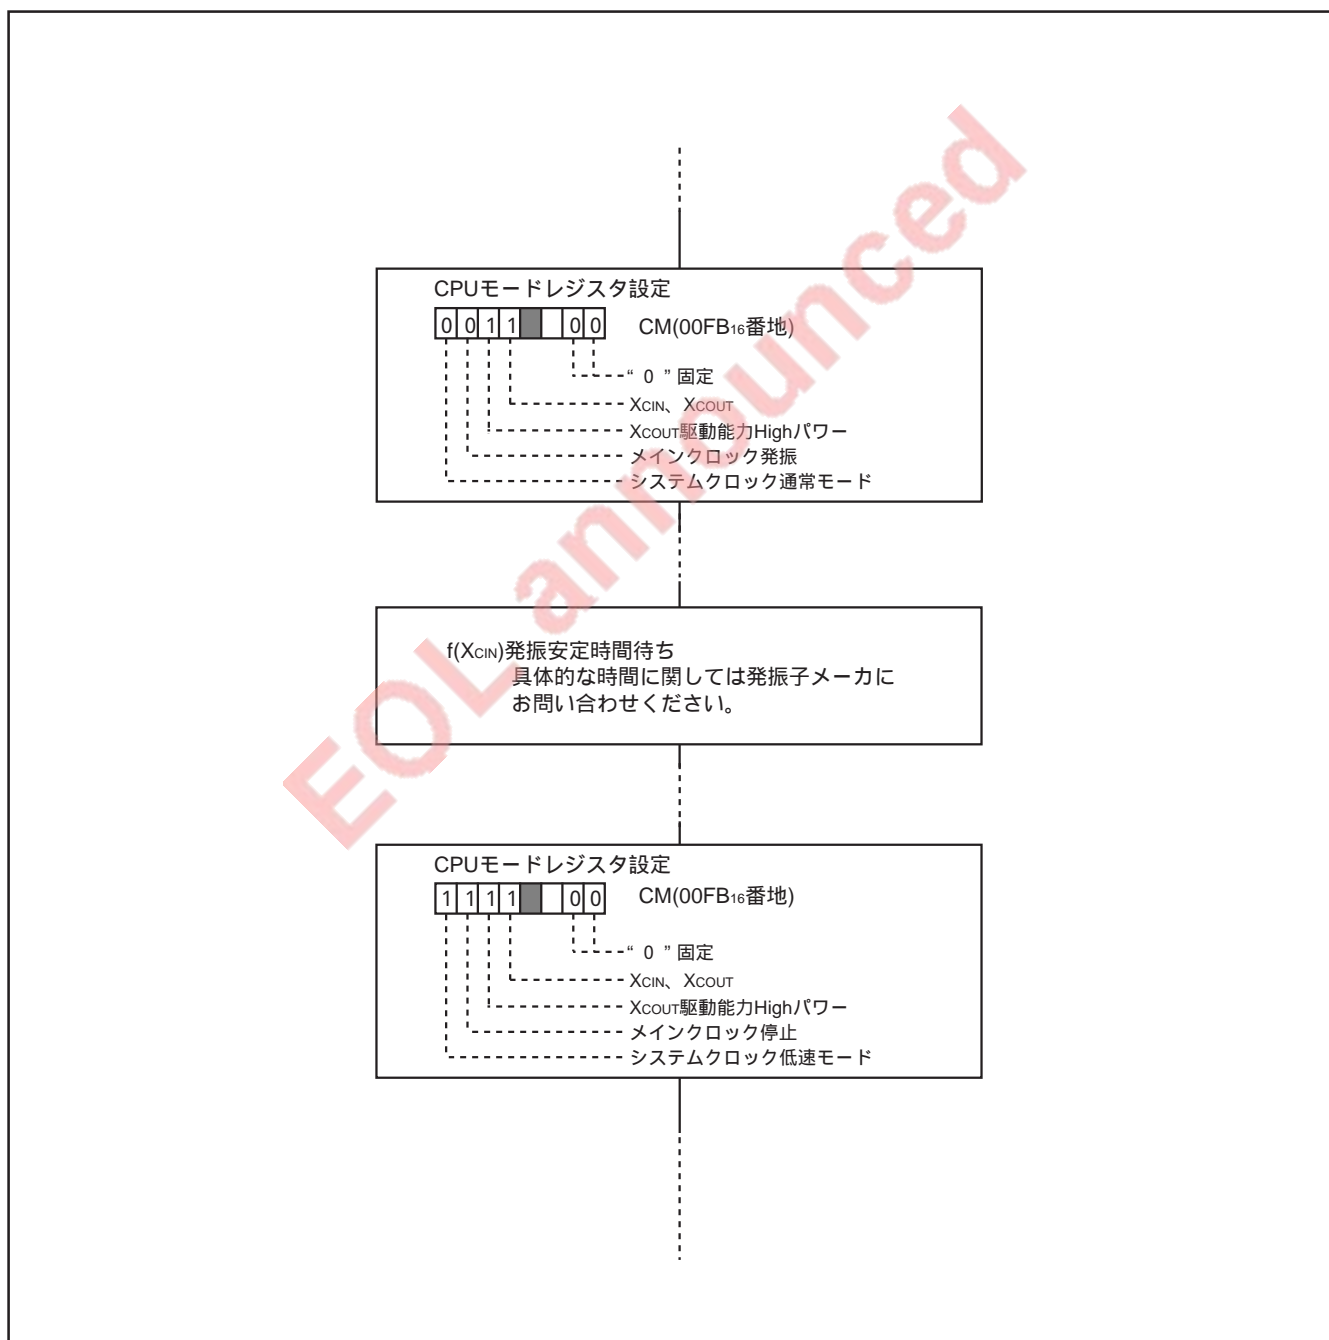 CPUモードレジスタ設定
0 0 1 1 0 0 CM(00FB16番地)
“ 0 ” 固定
XCIN、XCOUT
XCOUT駆動能力Highパワー
メインクロック発振
システムクロック通常モード
f(XCIN)発振安定時間待ち
具体的な時間に関しては発振子メーカに
お問い合わせください。
CPUモードレジスタ設定
1 1 1 1 0 0 CM(00FB16番地)
“ 0 ” 固定
XCIN、XCOUT
XCOUT駆動能力Highパワー
メインクロック停止
システムクロック低速モード
EOL announced